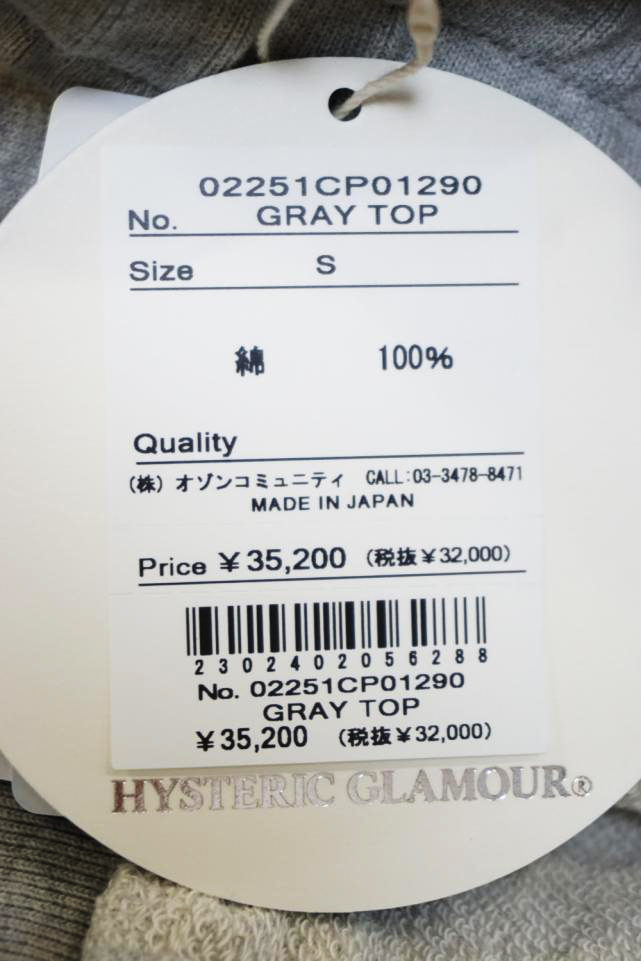 02251CP01290
No. GRAY TOP
Size S
綿 100%
Quality
(株) オゾンコミュニティ CALL:03-3478-8471
MADE IN JAPAN
Price ¥35,200 (税抜¥32,000)
2302402056288
No. 02251CP01290
GRAY TOP
¥35,200 (税抜¥32,000)
HYSTERIC GLAMOUR®